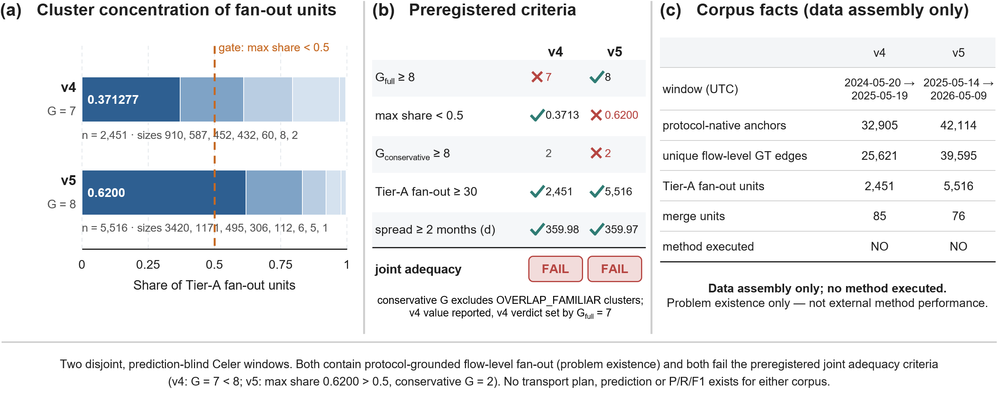 (a) Cluster concentration of fan-out units
gate: max share < 0.5
v4
G = 7
0.371277
n = 2,451 · sizes 910, 587, 452, 432, 60, 8, 2
v5
G = 8
0.6200
n = 5,516 · sizes 3420, 1171, 495, 306, 112, 6, 5, 1
0 0.25 0.5 0.75 1
Share of Tier-A fan-out units
(b) Preregistered criteria
v4 v5
Gfull ≥ 8 ✗ 7 ✓ 8
max share < 0.5 ✓ 0.3713 ✗ 0.6200
Gconservative ≥ 8 2 ✗ 2
Tier-A fan-out ≥ 30 ✓ 2,451 ✓ 5,516
spread ≥ 2 months (d) ✓ 359.98 ✓ 359.97
joint adequacy FAIL FAIL
conservative G excludes OVERLAP_FAMILIAR clusters;
v4 value reported, v4 verdict set by Gfull = 7
(c) Corpus facts (data assembly only)
v4 v5
window (UTC) 2024-05-20 → 2025-05-14 →
2025-05-19 2026-05-09
protocol-native anchors 32,905 42,114
unique flow-level GT edges 25,621 39,595
Tier-A fan-out units 2,451 5,516
merge units 85 76
method executed NO NO
Data assembly only; no method executed.
Problem existence only — not external method performance.
Two disjoint, prediction-blind Celer windows. Both contain protocol-grounded flow-level fan-out (problem existence) and both fail the preregistered joint adequacy criteria
(v4: G = 7 < 8; v5: max share 0.6200 > 0.5, conservative G = 2). No transport plan, prediction or P/R/F1 exists for either corpus.